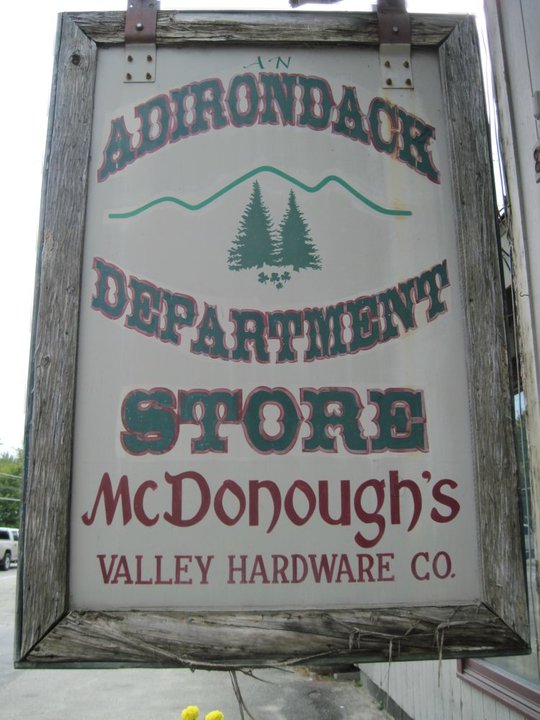 AN
ADIRONDACK
DEPARTMENT
STORE
McDonough's
VALLEY HARDWARE CO.